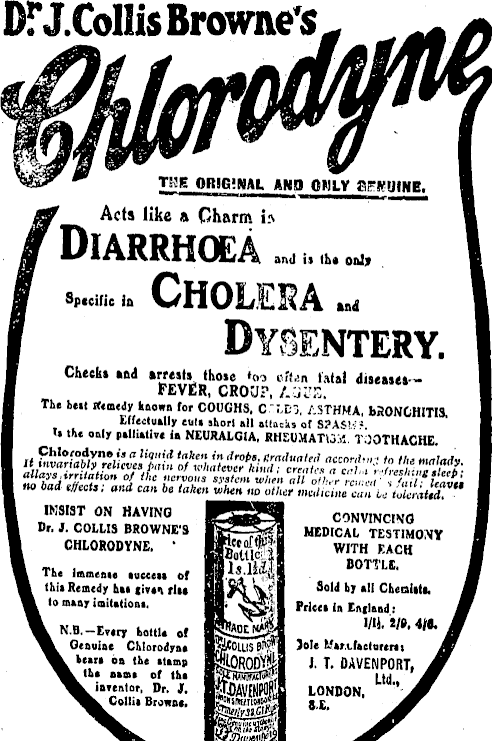 Dr. J. Collis Browne's
Chlorodyne
THE ORIGINAL AND ONLY GENUINE.
Acts like a Charm in
DIARRHŒA and is the only
Specific in CHOLERA and
DYSENTERY.
Checks and arrests those too often fatal diseases—
FEVER, CROUP, AGUE.
The best Remedy known for COUGHS, COLDS, ASTHMA, BRONCHITIS.
Effectually cuts short all attacks of SPASMS.
Is the only palliative in NEURALGIA, RHEUMATISM, TOOTHACHE.
Chlorodyne is a liquid taken in drops, graduated according to the malady.
It invariably relieves pain of whatever kind; creates a calm refreshing sleep;
allays irritation of the nervous system when all other remedies fail; leaves
no bad effects; and can be taken when no other medicine can be tolerated.
INSIST ON HAVING
Dr. J. COLLIS BROWNE'S
CHLORODYNE.
The immense success of
this Remedy has given rise
to many imitations.
N.B.—Every bottle of
Genuine Chlorodyne
bears on the stamp
the name of the
inventor, Dr. J.
Collis Browne.
Price of this
Bottle
1s. 1½d.
TRADE MARK
DR J. COLLIS BROWNE
CHLORODYNE
SOLE MANUFACTURER
J.T. DAVENPORT
CONVINCING
MEDICAL TESTIMONY
WITH EACH
BOTTLE.
Sold by all Chemists.
Prices in England:
1/1½, 2/9, 4/6.
Sole Manufacturers:
J. T. DAVENPORT,
Ltd.,
LONDON,
S.E.